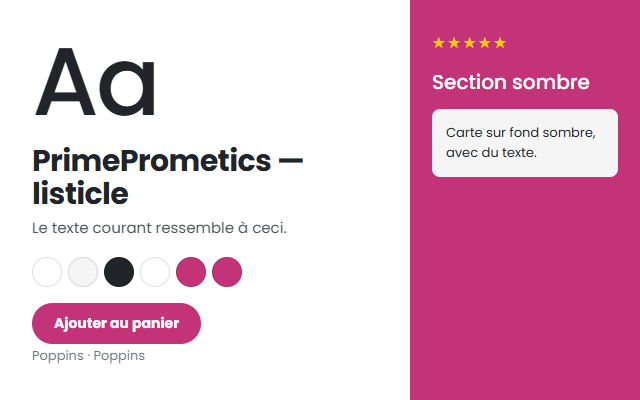 Aa
PrimePrometics —
listicle
Le texte courant ressemble à ceci.
Ajouter au panier
Poppins · Poppins
Section sombre
Carte sur fond sombre,
avec du texte.